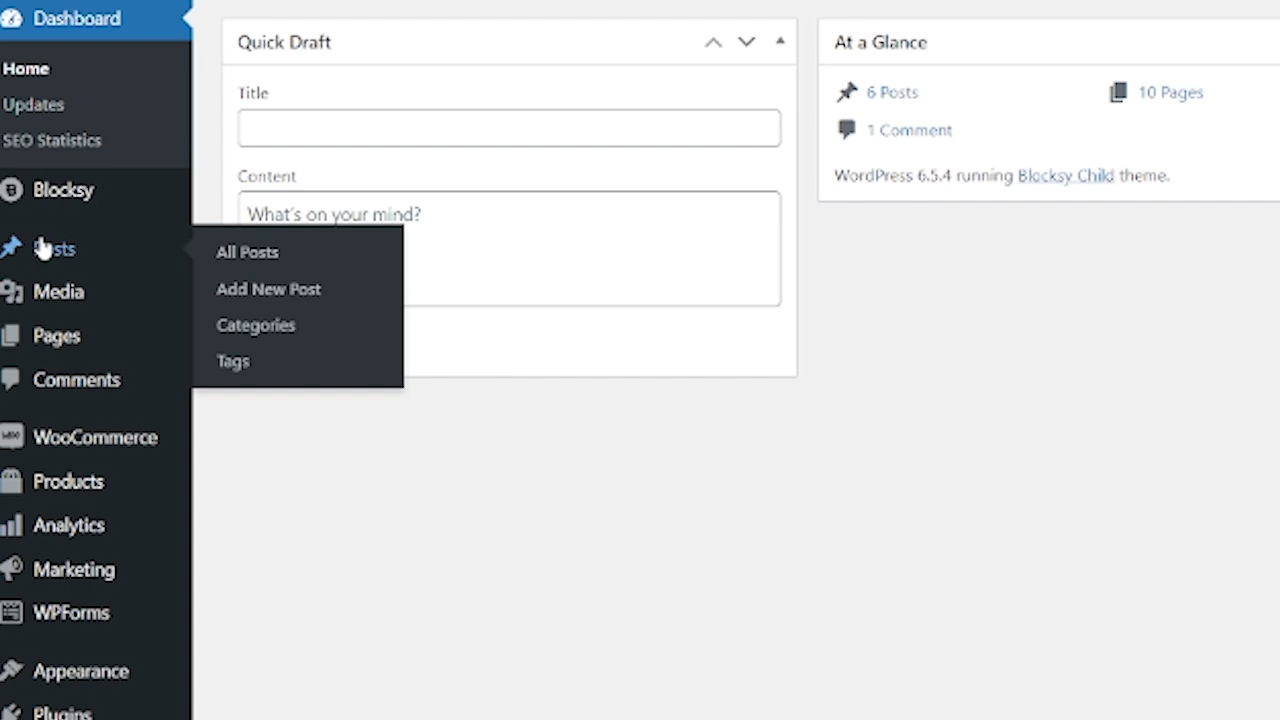 Dashboard
Home
Updates
SEO Statistics
Blocksy
Media
Pages
Comments
WooCommerce
Products
Analytics
Marketing
WPForms
Appearance
Plugins
All Posts
Add New Post
Categories
Tags
Quick Draft
Title
Content
What's on your mind?
At a Glance
6 Posts
10 Pages
1 Comment
WordPress 6.5.4 running Blocksy Child theme.